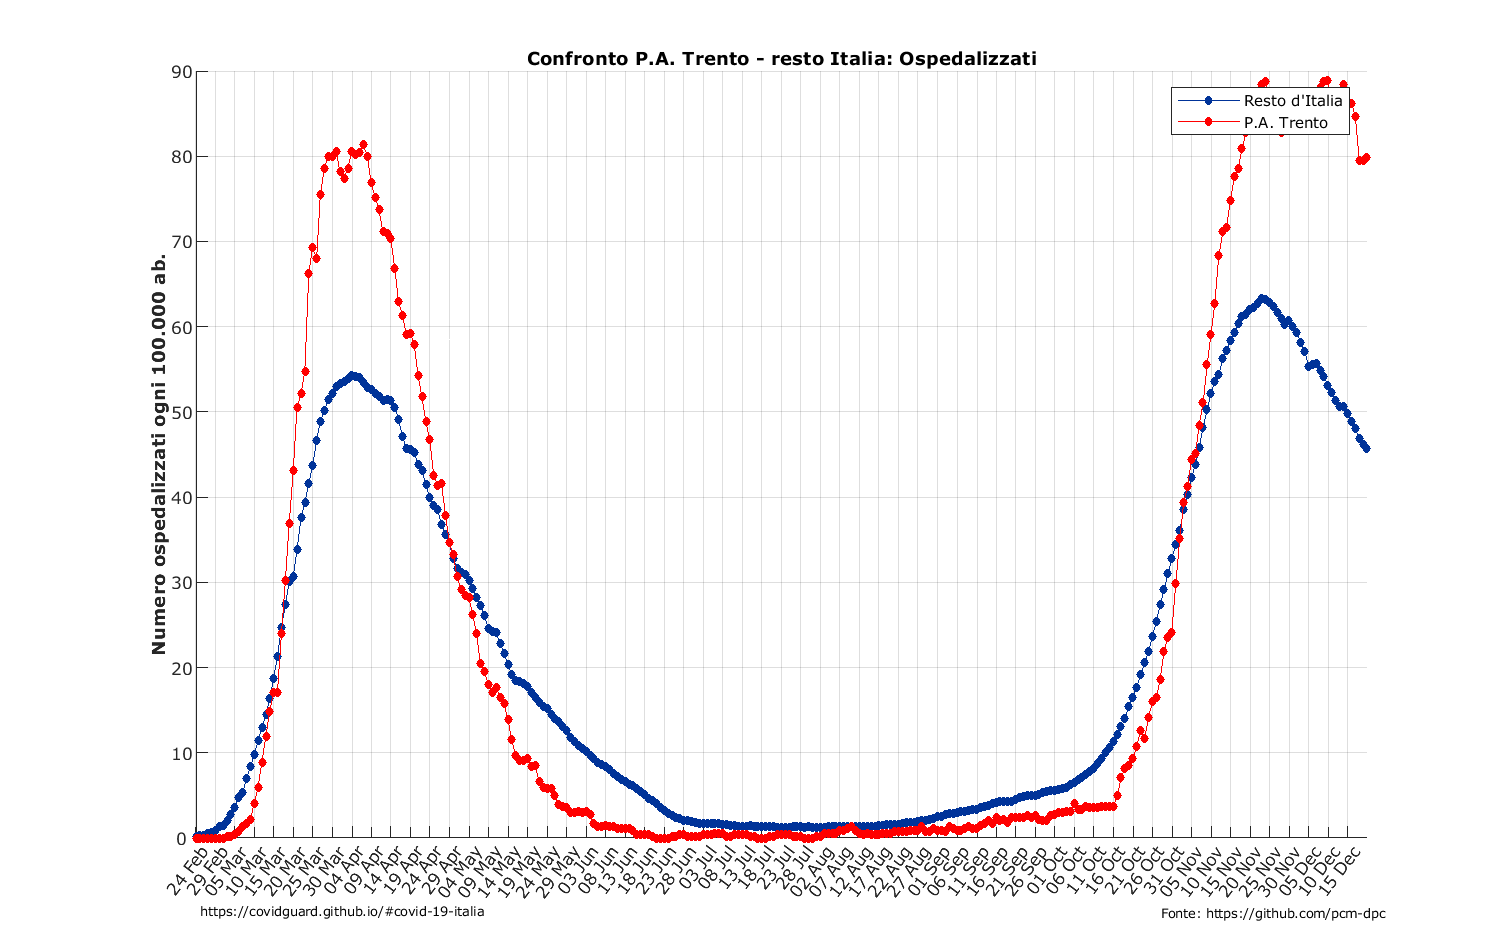 Confronto P.A. Trento - resto Italia: Ospedalizzati
Numero ospedalizzati ogni 100.000 ab.
90
80
70
60
50
40
30
20
10
0
Resto d'Italia
P.A. Trento
24 Feb
29 Feb
05 Mar
10 Mar
15 Mar
20 Mar
25 Mar
30 Mar
04 Apr
09 Apr
14 Apr
19 Apr
24 Apr
29 Apr
04 May
09 May
14 May
19 May
24 May
29 May
03 Jun
08 Jun
13 Jun
18 Jun
23 Jun
28 Jun
03 Jul
08 Jul
13 Jul
18 Jul
23 Jul
28 Jul
02 Aug
07 Aug
12 Aug
17 Aug
22 Aug
27 Aug
01 Sep
06 Sep
11 Sep
16 Sep
21 Sep
26 Sep
01 Oct
06 Oct
11 Oct
16 Oct
21 Oct
26 Oct
31 Oct
05 Nov
10 Nov
15 Nov
20 Nov
25 Nov
30 Nov
05 Dec
10 Dec
15 Dec
https://covidguard.github.io/#covid-19-italia
Fonte: https://github.com/pcm-dpc